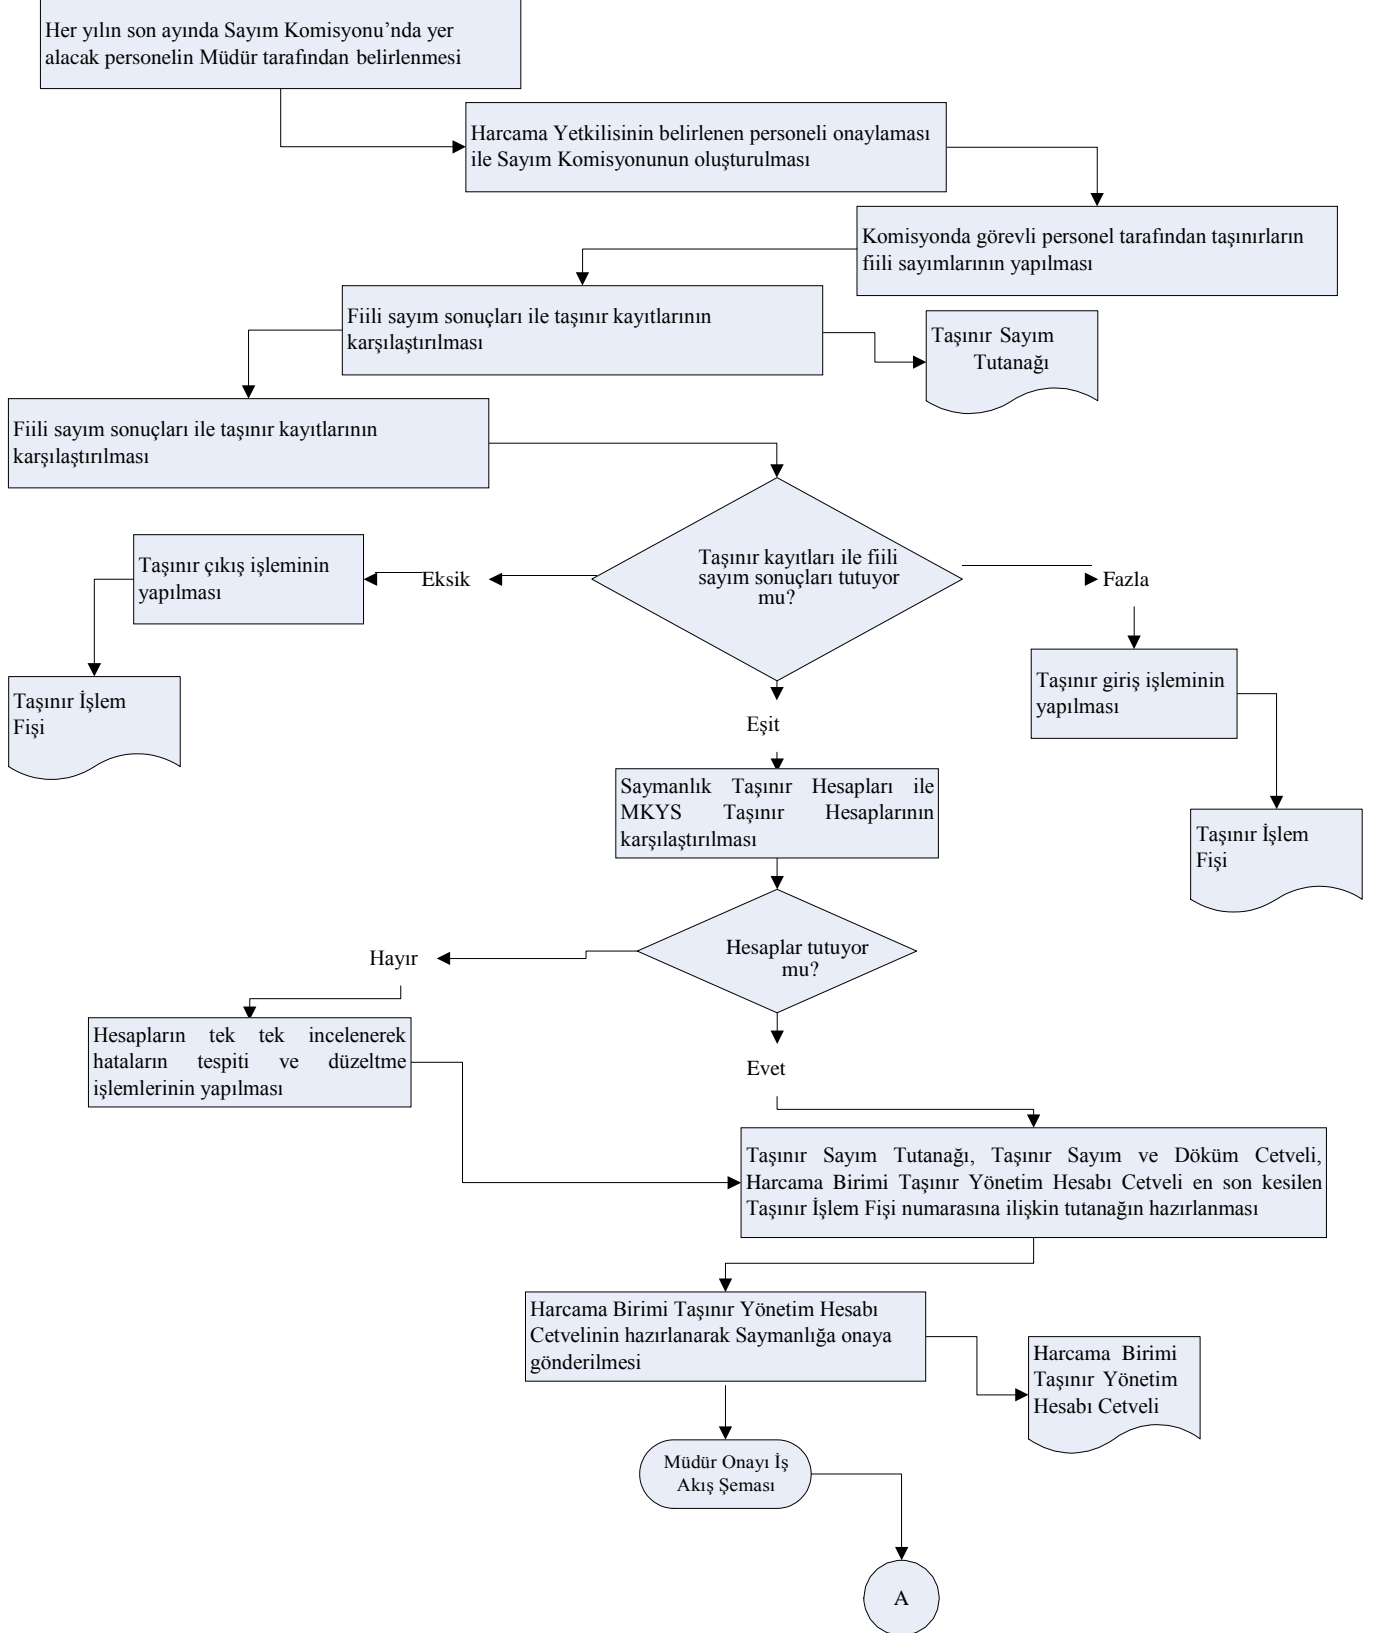 Her yılın son ayında Sayım Komisyonu’nda yer
alacak personelin Müdür tarafından belirlenmesi
Harcama Yetkilisinin belirlenen personeli onaylaması
ile Sayım Komisyonunun oluşturulması
Komisyonda görevli personel tarafından taşınırların
fiili sayımlarının yapılması
Fiili sayım sonuçları ile taşınır kayıtlarının
karşılaştırılması
Taşınır Sayım
Tutanağı
Fiili sayım sonuçları ile taşınır kayıtlarının
karşılaştırılması
Taşınır kayıtları ile fiili
sayım sonuçları tutuyor
mu?
Taşınır çıkış işleminin
yapılması
Eksik
Fazla
Taşınır İşlem
Fişi
Taşınır giriş işleminin
yapılması
Eşit
Saymanlık Taşınır Hesapları ile
MKYS Taşınır Hesaplarının
karşılaştırılması
Taşınır İşlem
Fişi
Hesaplar tutuyor
mu?
Hayır
Hesapların tek tek incelenerek
hataların tespiti ve düzeltme
işlemlerinin yapılması
Evet
Taşınır Sayım Tutanağı, Taşınır Sayım ve Döküm Cetveli,
Harcama Birimi Taşınır Yönetim Hesabı Cetveli en son kesilen
Taşınır İşlem Fişi numarasına ilişkin tutanağın hazırlanması
Harcama Birimi Taşınır Yönetim Hesabı
Cetvelinin hazırlanarak Saymanlığa onaya
gönderilmesi
Harcama Birimi
Taşınır Yönetim
Hesabı Cetveli
Müdür Onayı İş
Akış Şeması
A